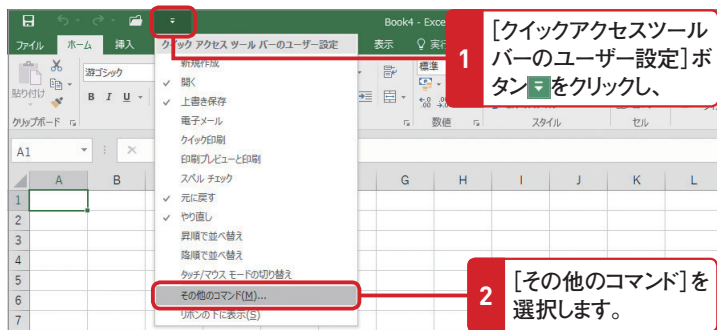 Book4 - Exce
ファイル ホーム 挿入 クイック アクセス ツール バーのユーザー設定 表示
貼り付け
游ゴシック
B I U
標準
クリップボード 数値 スタイル セル
新規作成
開く
上書き保存
電子メール
クイック印刷
印刷プレビューと印刷
スペル チェック
元に戻す
やり直し
昇順で並べ替え
降順で並べ替え
タッチ/マウス モードの切り替え
その他のコマンド(M)...
リボンの下に表示(S)
A1
A B G H I J K L
1
2
3
4
5
6
7
1
[クイックアクセスツール
バーのユーザー設定]ボ
タン をクリックし、
2
[その他のコマンド]を
選択します。